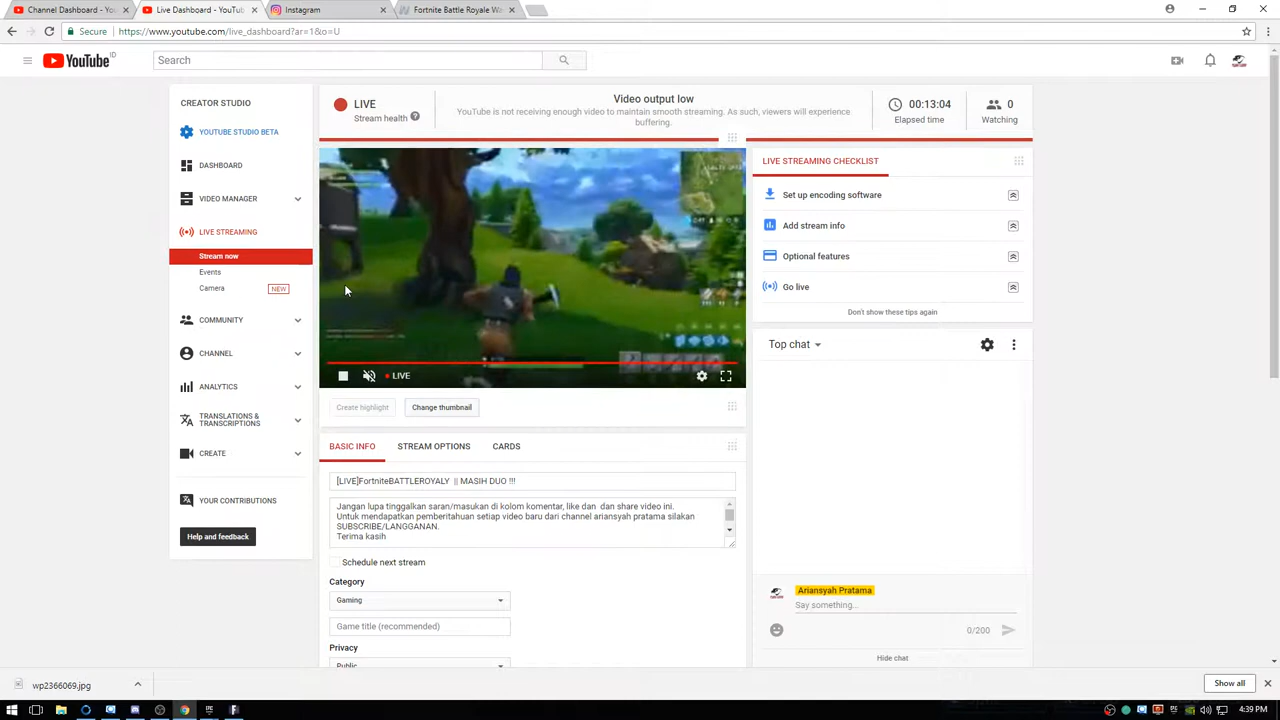 Channel Dashboard - You
Live Dashboard - YouTub
Instagram
Fortnite Battle Royale Wa
Secure
https://www.youtube.com/live_dashboard?ar=1&o=U
YouTube ID
Search
CREATOR STUDIO
YOUTUBE STUDIO BETA
DASHBOARD
VIDEO MANAGER
LIVE STREAMING
Stream now
Events
Camera
NEW
COMMUNITY
CHANNEL
ANALYTICS
TRANSLATIONS &
TRANSCRIPTIONS
CREATE
YOUR CONTRIBUTIONS
Help and feedback
LIVE
Stream health
Video output low
YouTube is not receiving enough video to maintain smooth streaming. As such, viewers will experience
buffering.
00:13:04
Elapsed time
0
Watching
LIVE
Create highlight
Change thumbnail
BASIC INFO
STREAM OPTIONS
CARDS
[LIVE]FortniteBATTLEROYALY || MASIH DUO !!!
Jangan lupa tinggalkan saran/masukan di kolom komentar, like dan dan share video ini.
Untuk mendapatkan pemberitahuan setiap video baru dari channel ariansyah pratama silakan
SUBSCRIBE/LANGGANAN.
Terima kasih
Schedule next stream
Category
Gaming
Game title (recommended)
Privacy
Public
LIVE STREAMING CHECKLIST
Set up encoding software
Add stream info
Optional features
Go live
Don't show these tips again
Top chat
Ariansyah Pratama
Say something...
0/200
Hide chat
wp2366069.jpg
Show all
4:39 PM